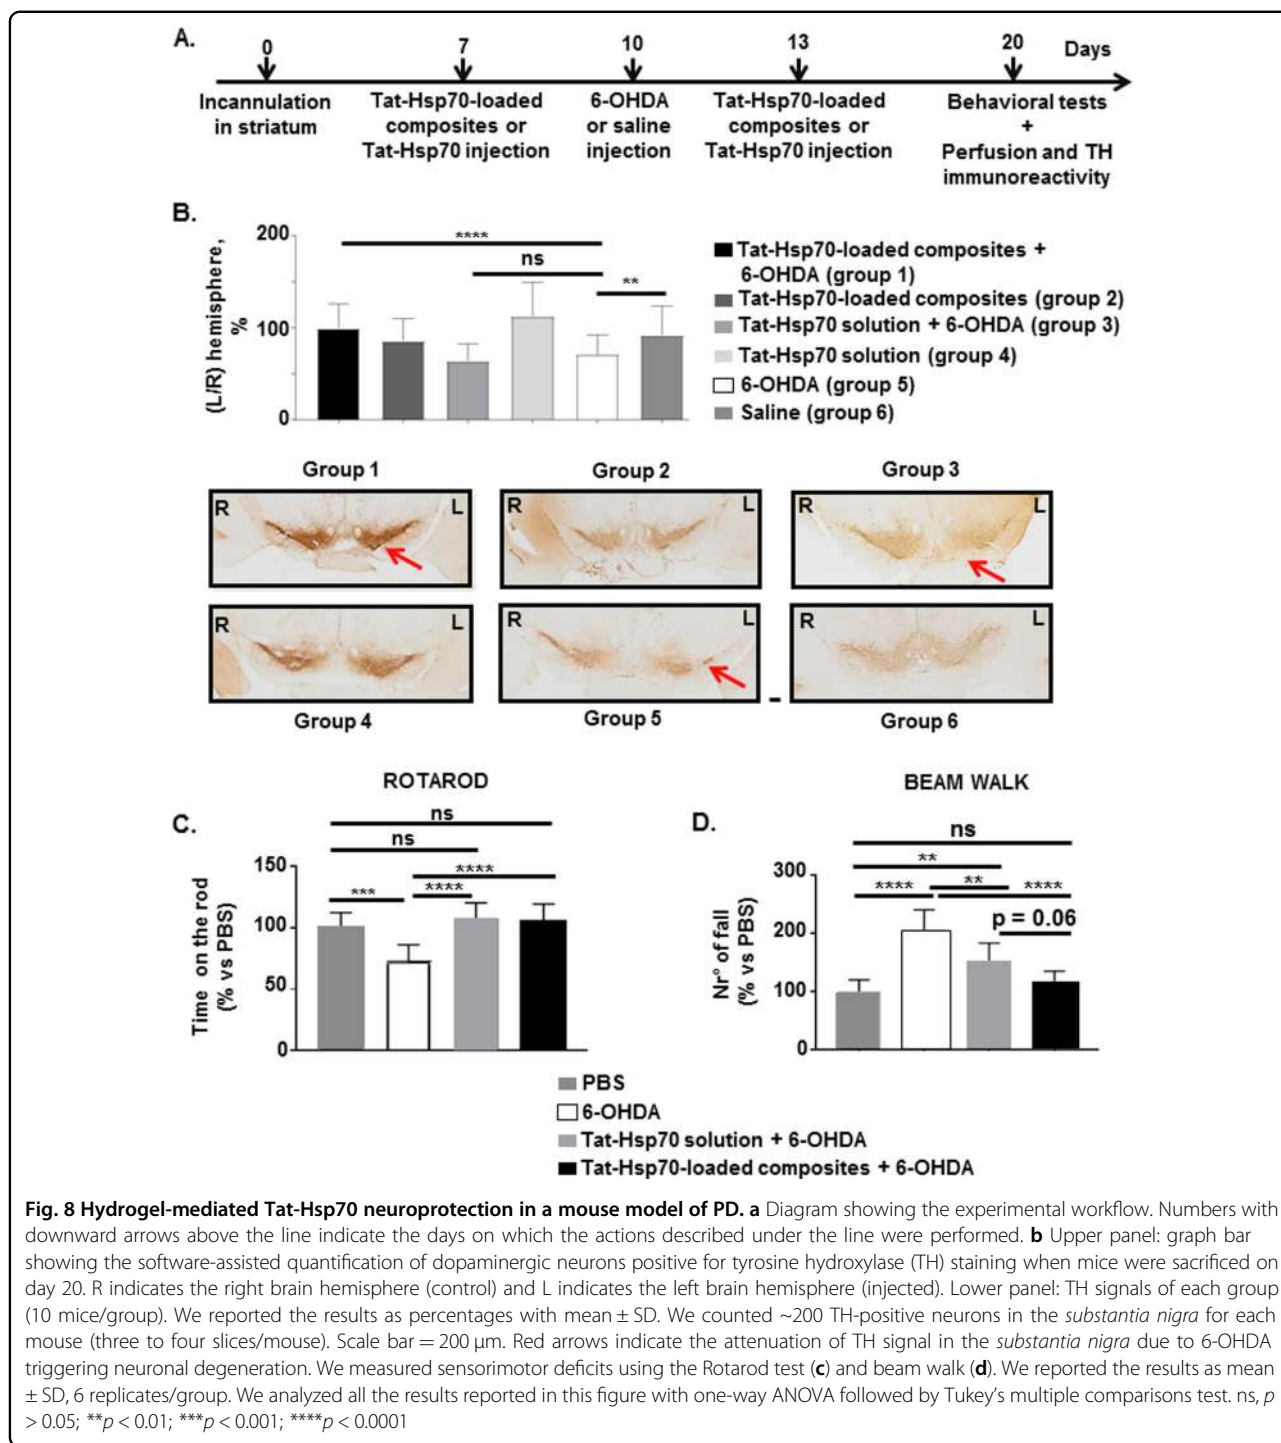 A.
0 7 10 13 20 Days
Incannulation
in striatum
Tat-Hsp70-loaded
composites or
Tat-Hsp70 injection
6-OHDA
or saline
injection
Tat-Hsp70-loaded
composites or
Tat-Hsp70 injection
Behavioral tests
+
Perfusion and TH
immunoreactivity
B.
(L/R) hemisphere,
%
200
100
0
****
ns
**
Tat-Hsp70-loaded composites +
6-OHDA (group 1)
Tat-Hsp70-loaded composites (group 2)
Tat-Hsp70 solution + 6-OHDA (group 3)
Tat-Hsp70 solution (group 4)
6-OHDA (group 5)
Saline (group 6)
Group 1 Group 2 Group 3
R L R L R L
R L R L R L
Group 4 Group 5 Group 6
C.
ROTAROD
Time on the rod
(% vs PBS)
150
100
50
0
ns
ns
****
*** ****
D.
BEAM WALK
Nr° of fall
(% vs PBS)
300
200
100
0
ns
**
**** ** ****
p = 0.06
PBS
6-OHDA
Tat-Hsp70 solution + 6-OHDA
Tat-Hsp70-loaded composites + 6-OHDA
Fig. 8 Hydrogel-mediated Tat-Hsp70 neuroprotection in a mouse model of PD. a Diagram showing the experimental workflow. Numbers with
downward arrows above the line indicate the days on which the actions described under the line were performed. b Upper panel: graph bar
showing the software-assisted quantification of dopaminergic neurons positive for tyrosine hydroxylase (TH) staining when mice were sacrificed on
day 20. R indicates the right brain hemisphere (control) and L indicates the left brain hemisphere (injected). Lower panel: TH signals of each group
(10 mice/group). We reported the results as percentages with mean ± SD. We counted ~200 TH-positive neurons in the substantia nigra for each
mouse (three to four slices/mouse). Scale bar = 200 µm. Red arrows indicate the attenuation of TH signal in the substantia nigra due to 6-OHDA
triggering neuronal degeneration. We measured sensorimotor deficits using the Rotarod test (c) and beam walk (d). We reported the results as mean
± SD, 6 replicates/group. We analyzed all the results reported in this figure with one-way ANOVA followed by Tukey's multiple comparisons test. ns, p
> 0.05; **p < 0.01; ***p < 0.001; ****p < 0.0001